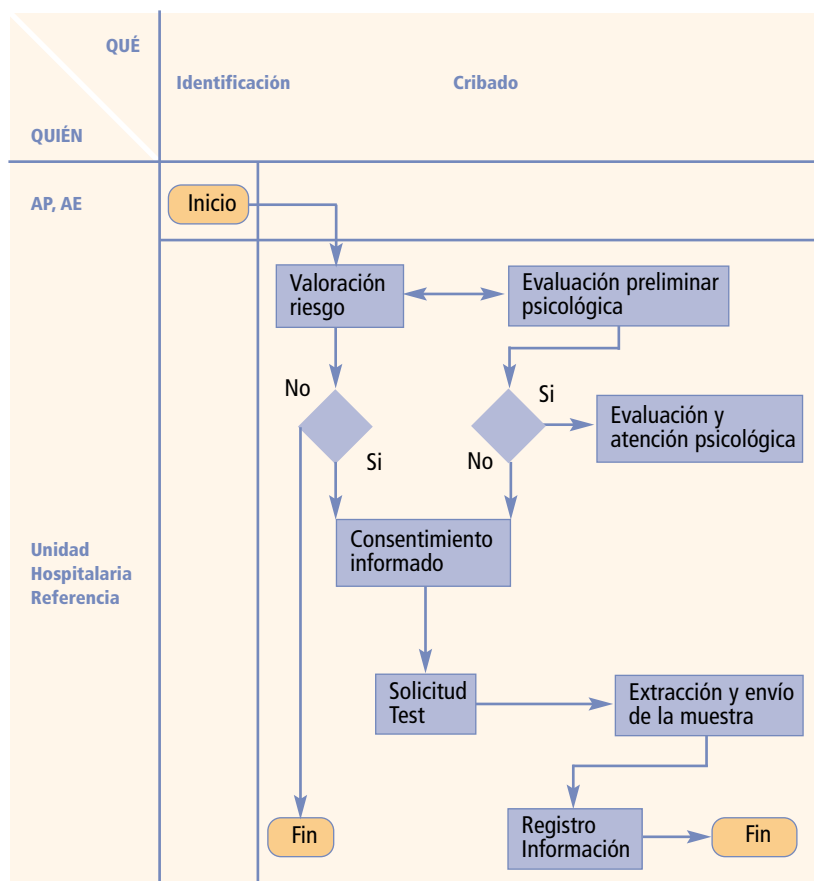 QUÉ
QUIÉN
Identificación
Cribado
AP, AE
Inicio
Valoración
riesgo
Evaluación preliminar
psicológica
No
Si
Si
No
Evaluación y
atención psicológica
Unidad
Hospitalaria
Referencia
Consentimiento
informado
Solicitud
Test
Extracción y envío
de la muestra
Fin
Registro
Información
Fin